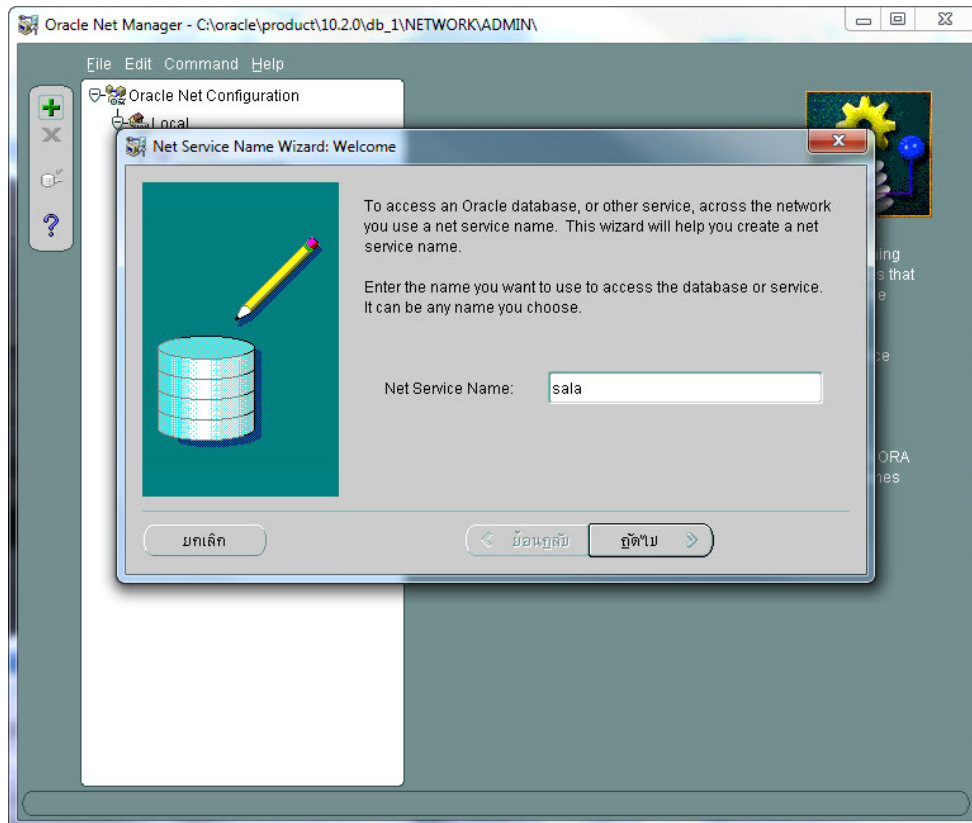 Oracle Net Manager - C:\oracle\product\10.2.0\db_1\NETWORK\ADMIN\
File Edit Command Help
Oracle Net Configuration
Local
Net Service Name Wizard: Welcome
To access an Oracle database, or other service, across the network
you use a net service name. This wizard will help you create a net
service name.
Enter the name you want to use to access the database or service.
It can be any name you choose.
Net Service Name:
sala
ing
s that
e
ce
ORA
nes
ยกเลิก
ย้อนกลับ
ถัดไป